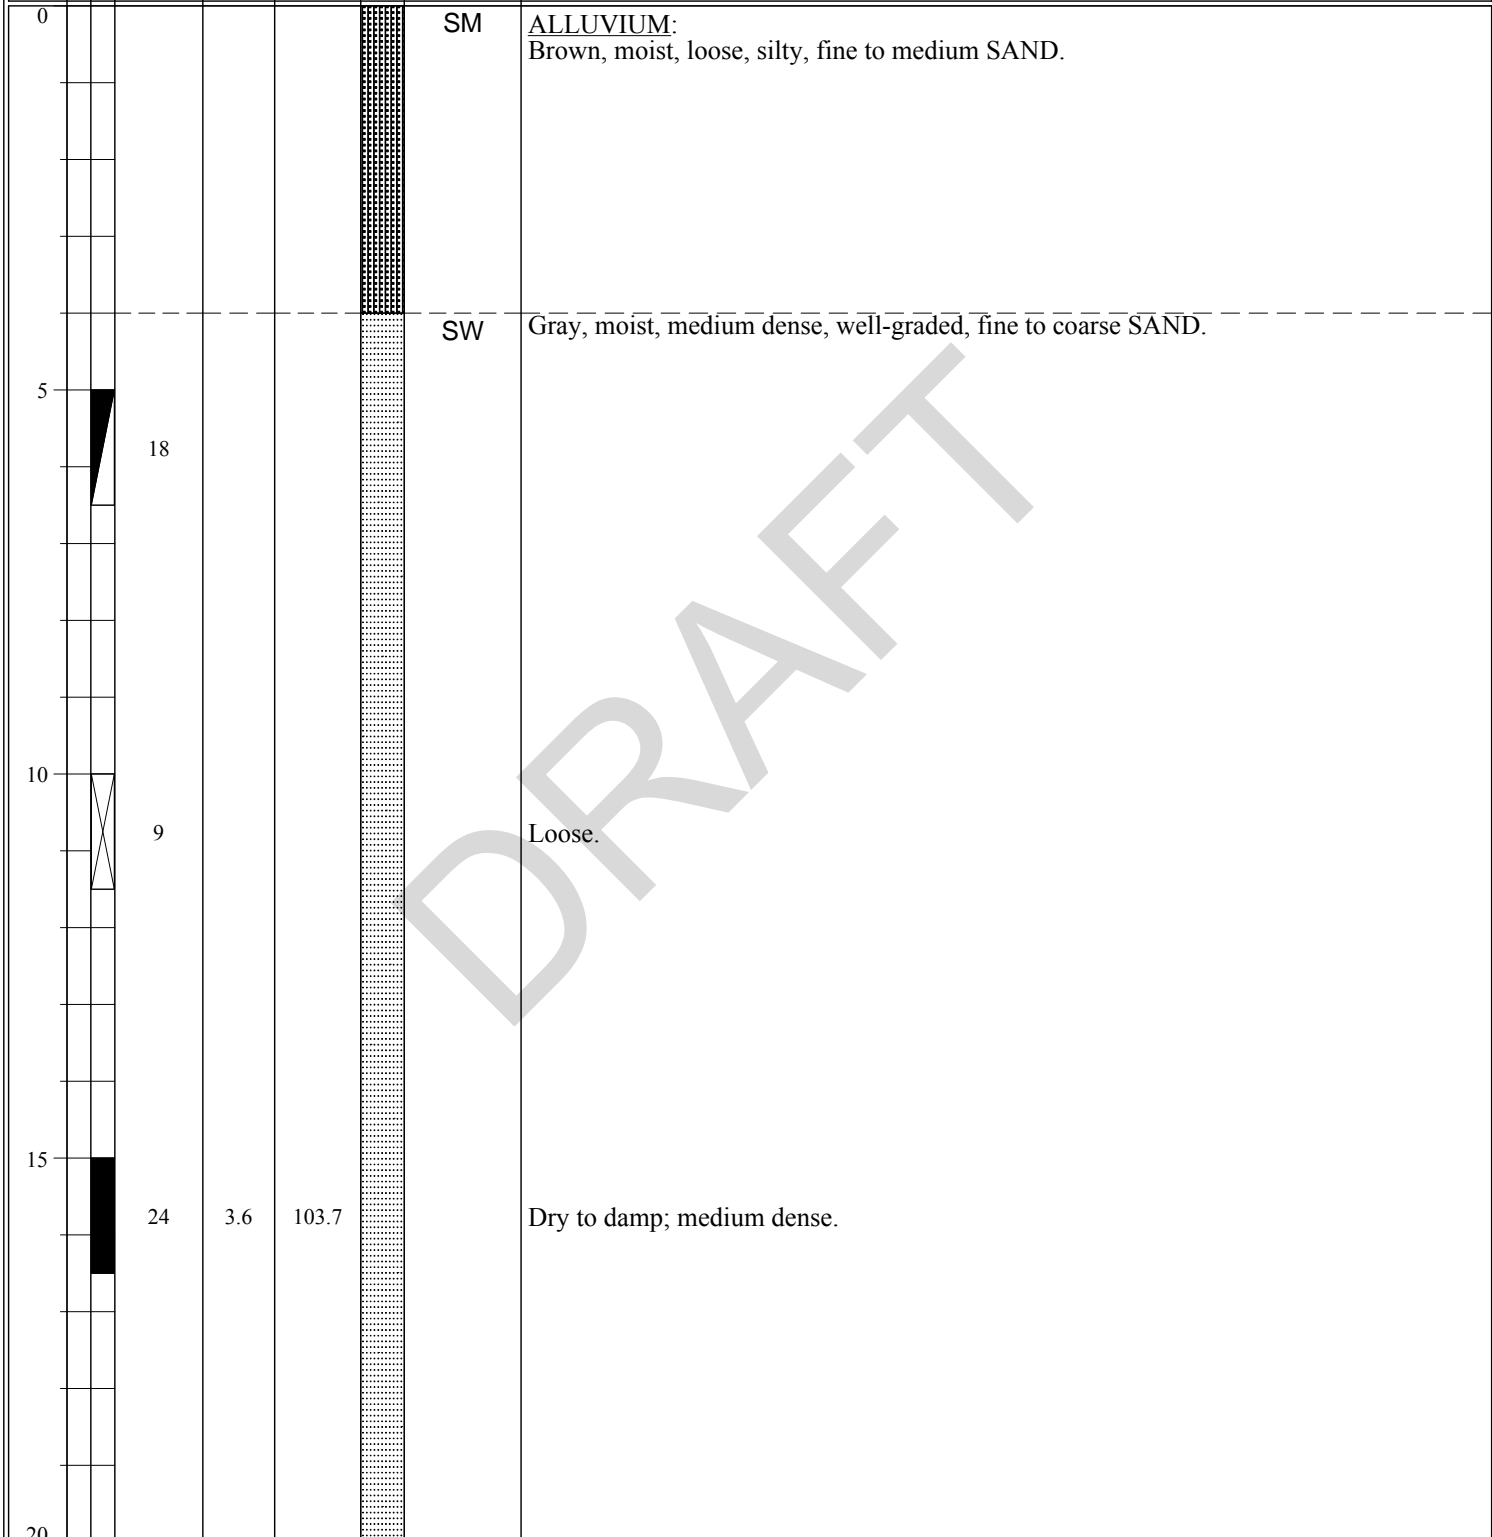 0 SM ALLUVIUM:
Brown, moist, loose, silty, fine to medium SAND.
SW Gray, moist, medium dense, well-graded, fine to coarse SAND.
5
18
10
9 Loose.
15
24 3.6 103.7 Dry to damp; medium dense.
20
DRAFT